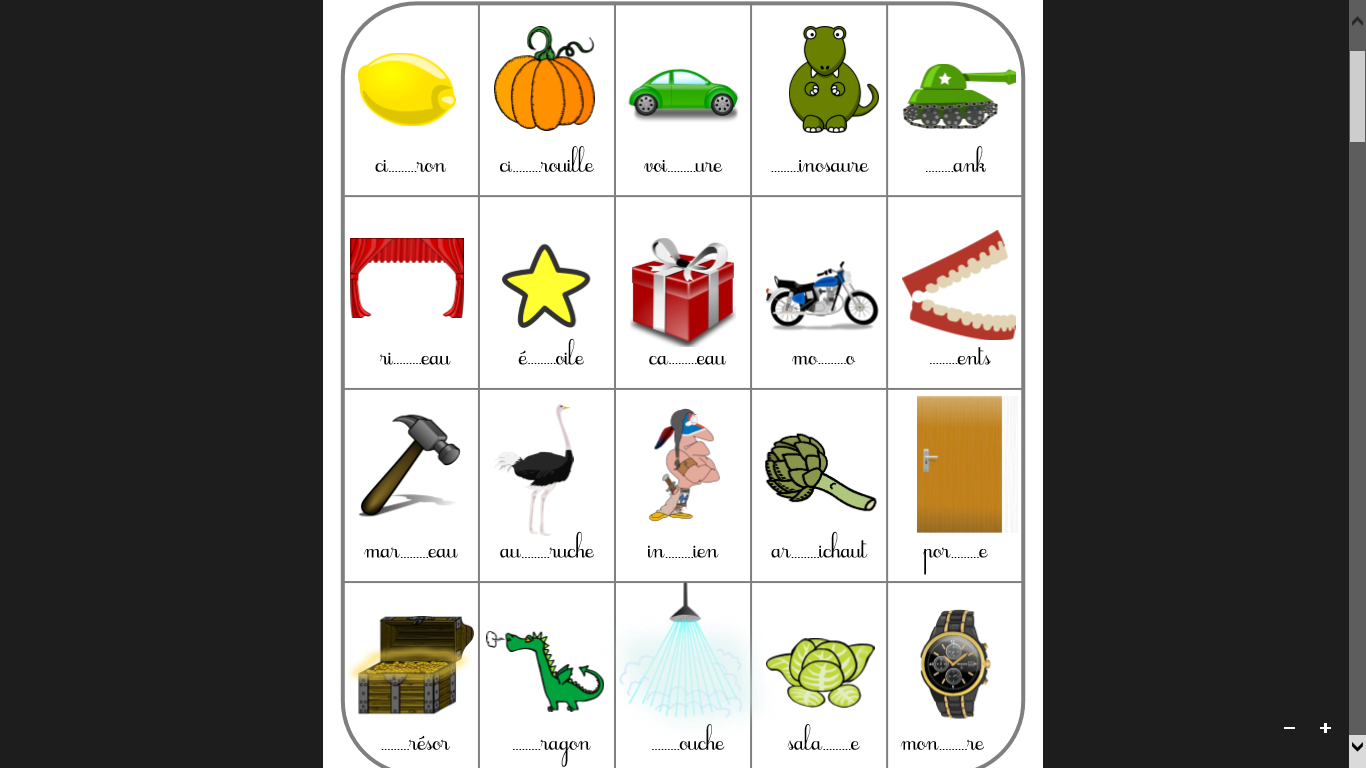 ci.........ron ci.........rouille voi.........ure .........inosaure .........ank
ri.........eau é.........oile ca.........eau mo.........o .........ents
mar.........eau au.........ruche in.........ien ar.........ichaut por.........e
.........résor .........ragon .........ouche sala.........e mon.........re